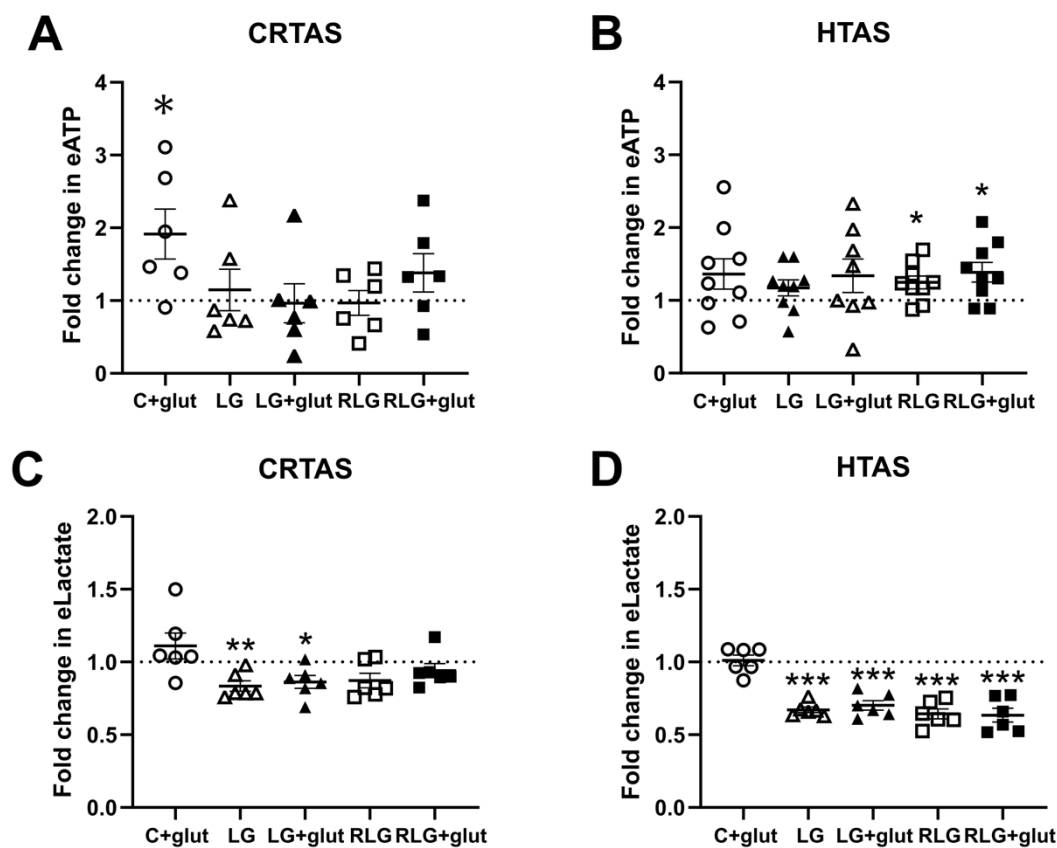 A
CRTAS
Fold change in eATP
4
3
2
1
0
*
C+glut LG LG+glut RLG RLG+glut
B
HTAS
Fold change in eATP
4
3
2
1
0
* *
C+glut LG LG+glut RLG RLG+glut
C
CRTAS
Fold change in eLactate
2.0
1.5
1.0
0.5
0.0
** *
C+glut LG LG+glut RLG RLG+glut
D
HTAS
Fold change in eLactate
2.0
1.5
1.0
0.5
0.0
*** *** *** ***
C+glut LG LG+glut RLG RLG+glut